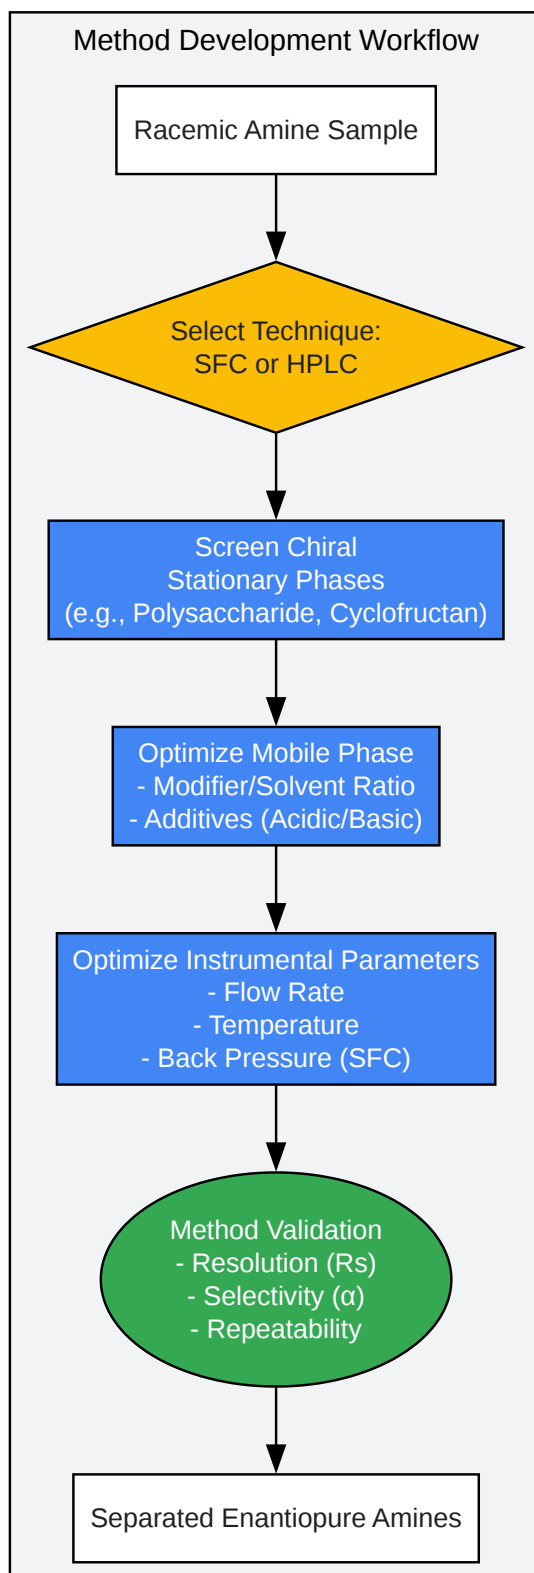 Method Development Workflow
Racemic Amine Sample
Select Technique:
SFC or HPLC
Screen Chiral
Stationary Phases
(e.g., Polysaccharide, Cyclofructan)
Optimize Mobile Phase
- Modifier/Solvent Ratio
- Additives (Acidic/Basic)
Optimize Instrumental Parameters
- Flow Rate
- Temperature
- Back Pressure (SFC)
Method Validation
- Resolution (Rs)
- Selectivity (α)
- Repeatability
Separated Enantiopure Amines